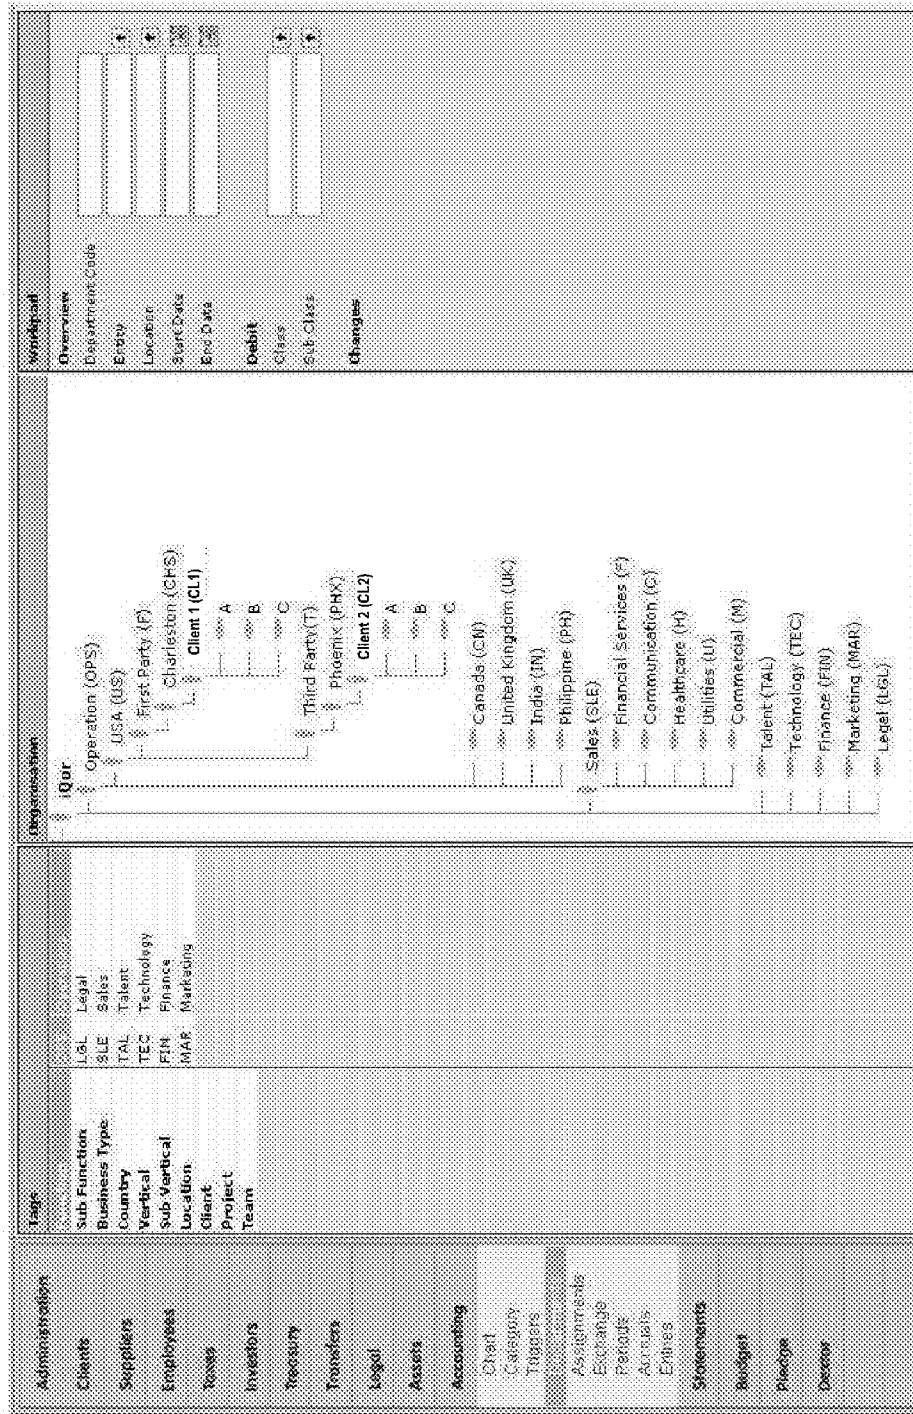 Administration
Clients
Suppliers
Employees
Taxes
Investors
Treasury
Transfers
Legal
Assets
Accounting
Chart
Category
Triggers
Assignments
Exchange
Periods
Accruals
Entries
Statements
Budget
Pledge
Dextor
Tags
Sub Function
Business Type
Country
Vertical
Sub Vertical
Location
Client
Project
Team
LGL Legal
SLE Sales
TAL Talent
TEC Technology
FIN Finance
MAR Marketing
Organisation
iQor
Operation (OPS)
USA (US)
First Party (F)
Charleston (CHS)
Client 1 (CL1)
A
B
C
Third Party(T)
Phoenix (PHX)
Client 2 (CL2)
A
B
C
Canada (CN)
United Kingdom (UK)
India (IN)
Philippine (PH)
Sales (SLE)
Financial Services (F)
Communication (C)
Healthcare (H)
Utilities (U)
Commercial (M)
Talent (TAL)
Technology (TEC)
Finance (FIN)
Marketing (MAR)
Legal (LGL)
Workpad
Overview
Department Code
Entity
Location
Start Date
End Date
Debit
Class
Sub Class
Changes